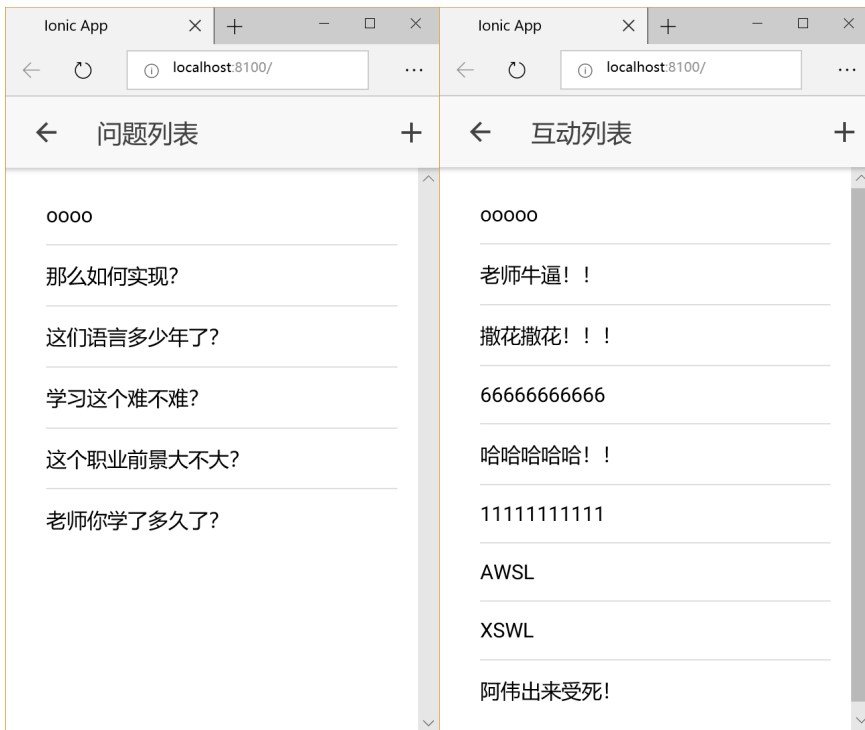 Ionic App
localhost:8100/
问题列表
oooo
那么如何实现？
这们语言多少年了？
学习这个难不难？
这个职业前景大不大？
老师你学了多久了？
Ionic App
localhost:8100/
互动列表
ooooo
老师牛逼！！
撒花撒花！！！
66666666666
哈哈哈哈哈！！
11111111111
AWSL
XSWL
阿伟出来受死！